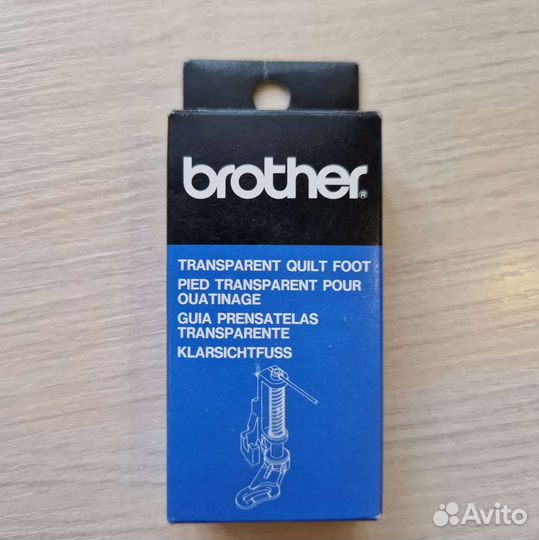 brother®
TRANSPARENT QUILT FOOT
PIED TRANSPARENT POUR
OUATINAGE
GUIA PRENSATELAS
TRANSPARENTE
KLARSICHTFUSS
Avito